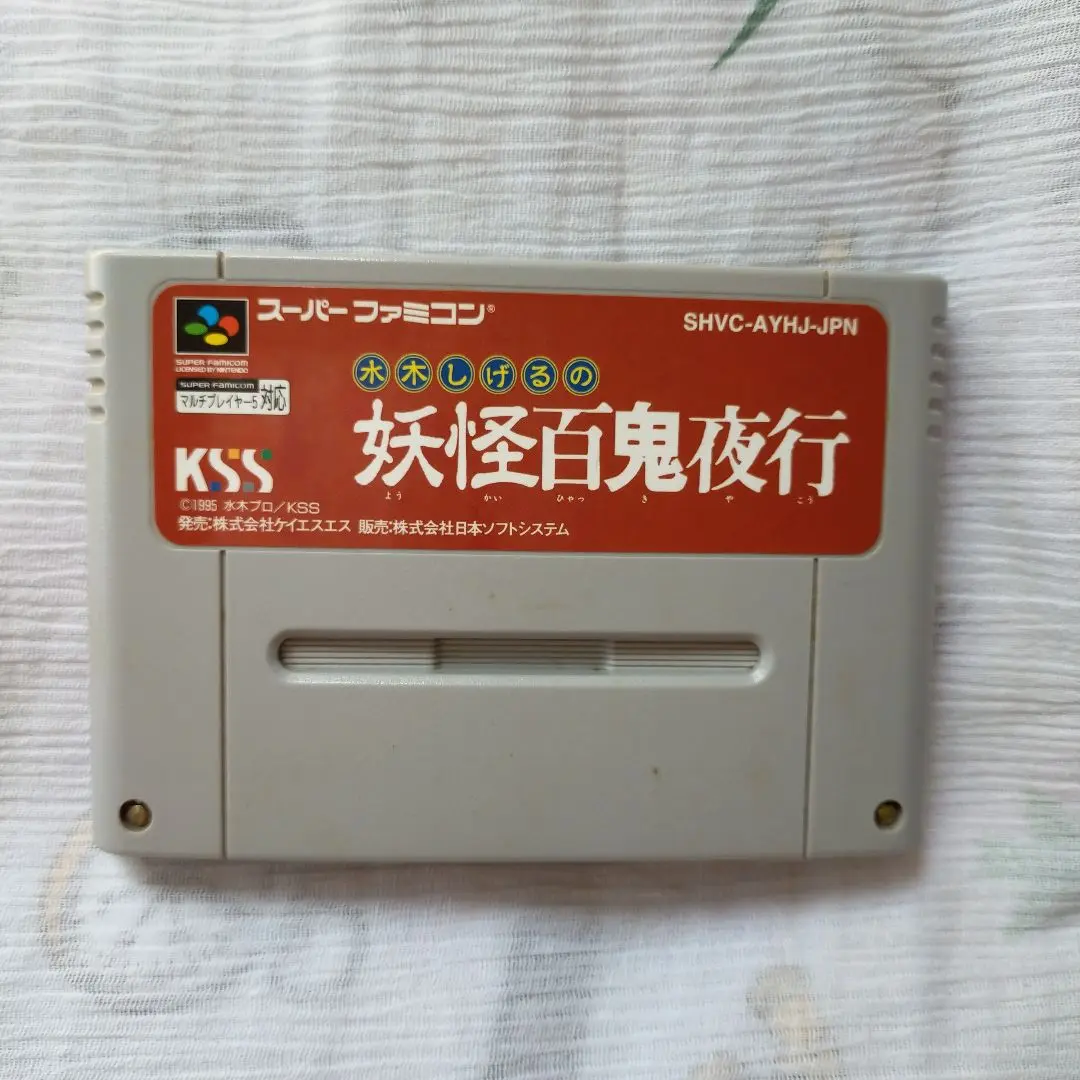 スーパーファミコン®
SHVC-AYHJ-JPN
SUPER FAMICOM
LICENSED BY NINTENDO
SUPER FAMICOM
マルチプレイヤー5 対応
水木しげるの
妖怪百鬼夜行
よう かい ひゃっ き や こう
KSS
©1995 水木プロ/KSS
発売:株式会社ケイエスエス 販売:株式会社日本ソフトシステム